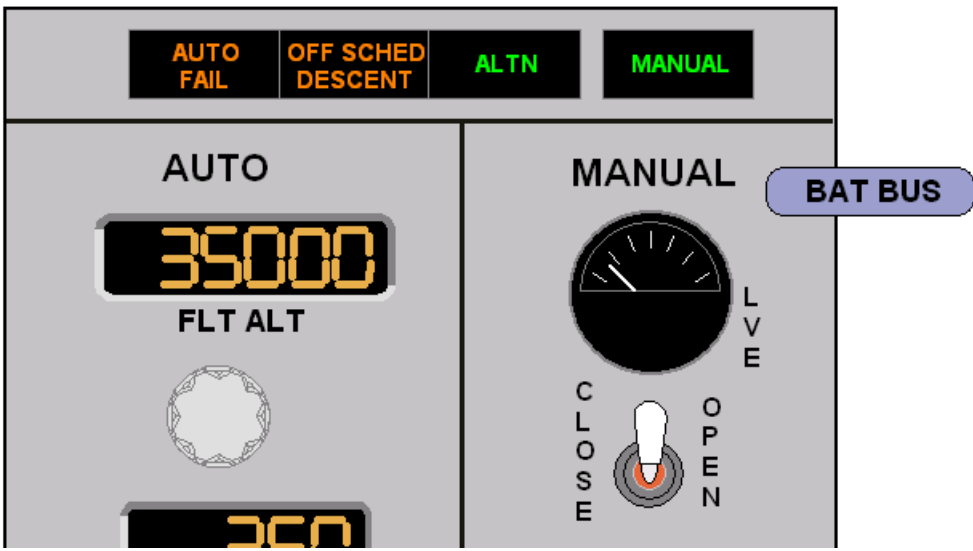 AUTO
FAIL
OFF SCHED
DESCENT
ALTN
MANUAL
AUTO
MANUAL
BAT BUS
35000
FLT ALT
L
V
E
C
L
O
S
E
O
P
E
N